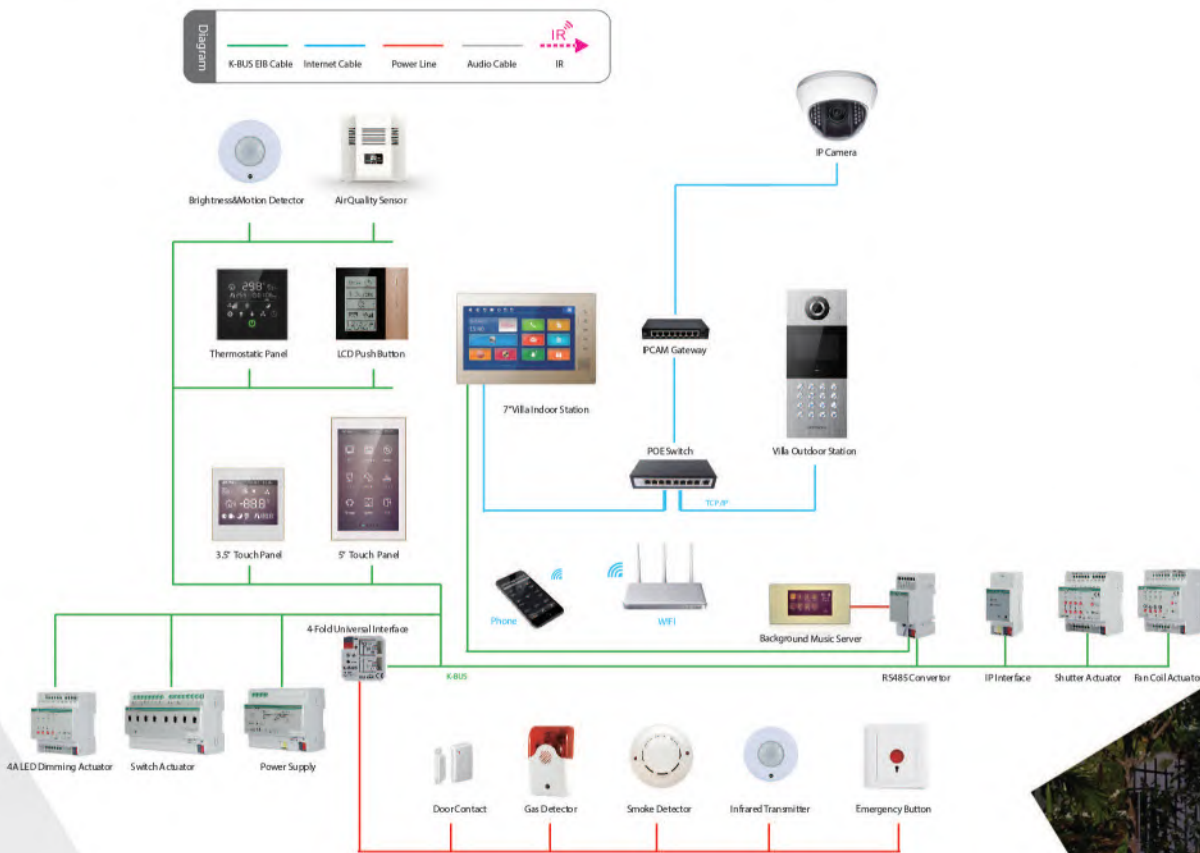 Diagram
IR
K-BUS EIB Cable
Internet Cable
Power Line
Audio Cable
IR
IP Camera
Brightness&Motion Detector
Air Quality Sensor
Thermostatic Panel
LCD Push Button
IPCAM Gateway
7"Villa Indoor Station
POE Switch
Villa Outdoor Station
TCP/IP
3.5" Touch Panel
5" Touch Panel
Phone
WIFI
Background Music Server
4-Fold Universal Interface
K-BUS
RS485 Convertor
IP Interface
Shutter Actuator
Fan Coil Actuator
4A LED Dimming Actuator
Switch Actuator
Power Supply
Door Contact
Gas Detector
Smoke Detector
Infrared Transmitter
Emergency Button